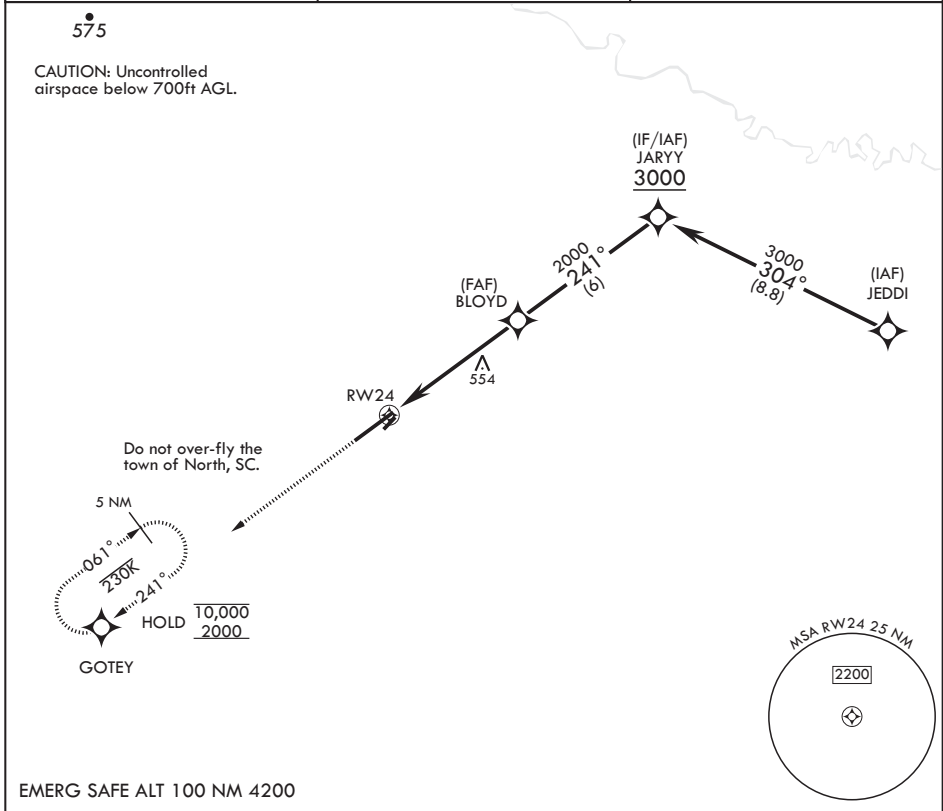 575
CAUTION: Uncontrolled
airspace below 700ft AGL.
(IF/IAF)
JARYY
3000
2000
241°
(6)
3000
304°
(8.8)
(IAF)
JEDDI
(FAF)
BLOYD
554
RW24
Do not over-fly the
town of North, SC.
5 NM
061°
230K
241°
HOLD
10,000
2000
GOTEY
MSA RW24 25 NM
2200
EMERG SAFE ALT 100 NM 4200